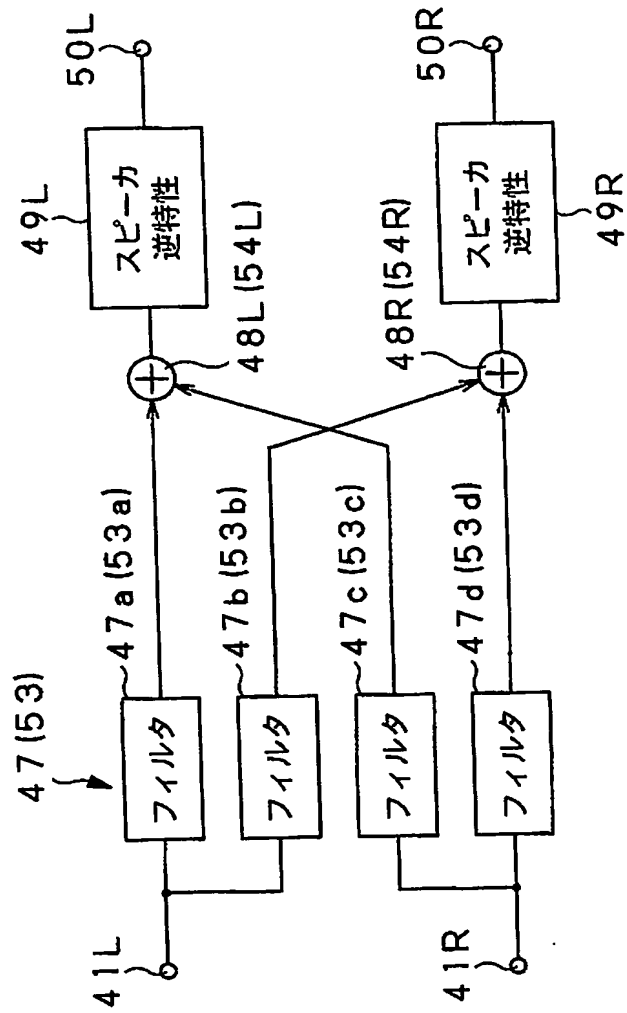 47(53)
41L
フィルタ
47a(53a)
フィルタ
47b(53b)
48L(54L)
スピーカ
逆特性
49L
50L
41R
フィルタ
47c(53c)
フィルタ
47d(53d)
48R(54R)
スピーカ
逆特性
49R
50R